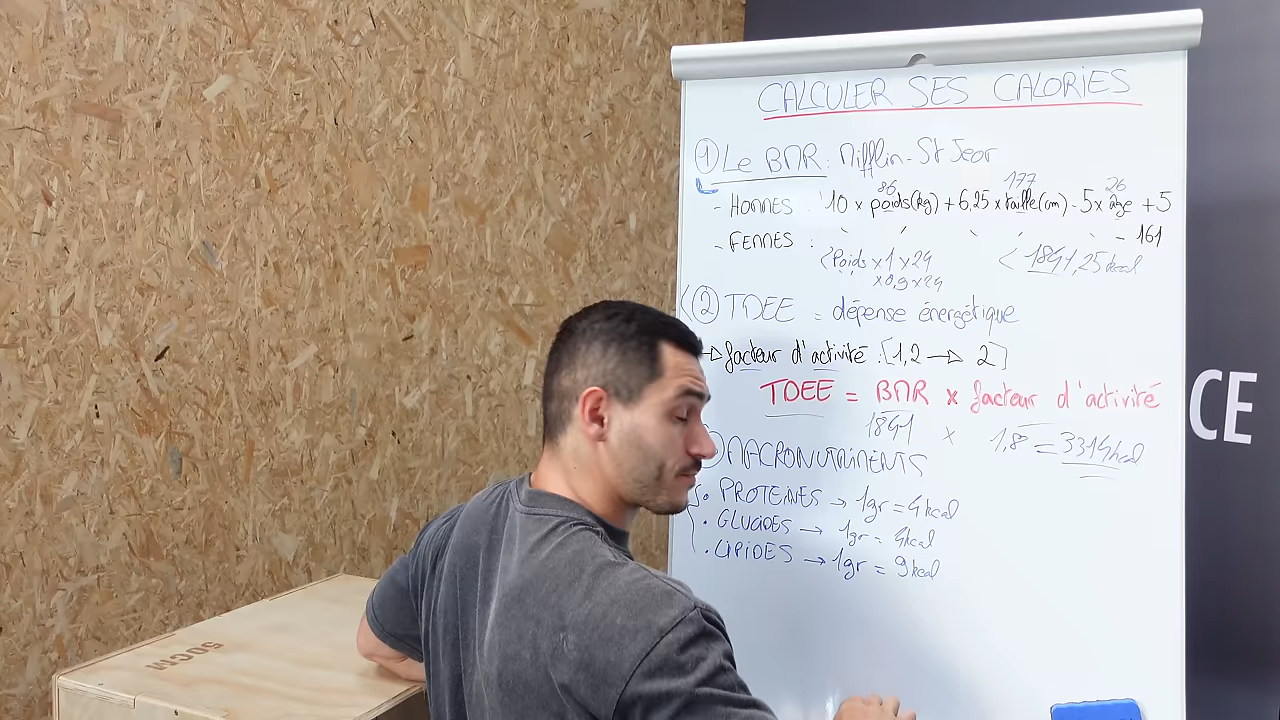 CALCULER SES CALORIES
① Le BMR : Mifflin-St Jeor
86 177 26
- HOMMES : 10 x poids(kg) + 6,25 x taille(cm) - 5 x âge + 5
- FEMMES : - 161
Poids x 1 x 24 < 1841,25 kcal
x 0,9 x 24
② TDEE = dépense énergétique
→ facteur d'activité : [1,2 → 2]
TDEE = BMR x facteur d'activité
1841 x 1,8 = 3314 kcal
MACRONUTRIMENTS
• PROTEINES → 1gr = 4 kcal
• GLUCIDES → 1gr = 4 kcal
• LIPIDES → 1gr = 9 kcal
CE
50CM